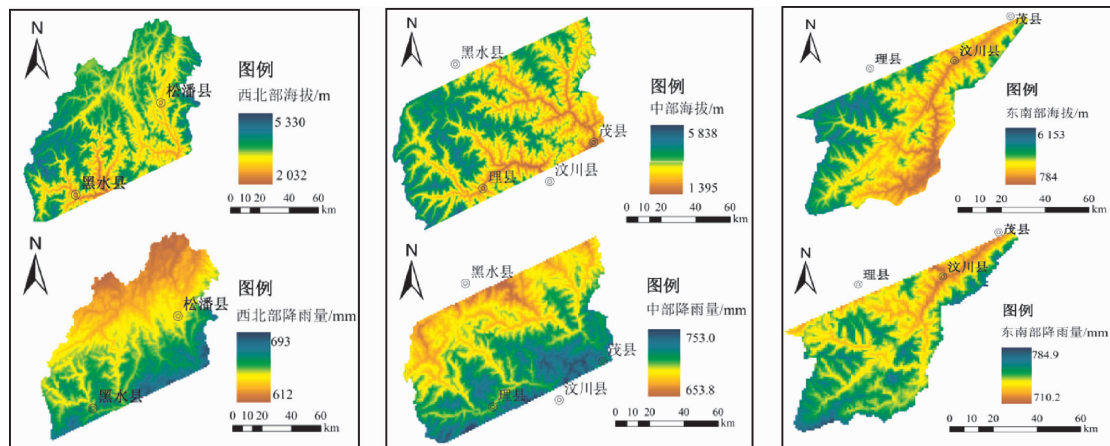 N
图例
西北部海拔/m
松潘县
5 330
2 032
黑水县
0 10 20 40 60
km
N
黑水县
图例
中部海拔/m
5 838
茂县
1 395
理县
汶川县
0 10 20 40 60
km
N
茂县
汶川县
理县
图例
东南部海拔/m
6 153
784
0 10 20 40 60
km
N
图例
松潘县
西北部降雨量/mm
693
612
黑水县
0 10 20 40 60
km
N
黑水县
图例
中部降雨量/mm
753.0
茂县
653.8
理县
汶川县
0 10 20 40 60
km
N
茂县
理县
汶川县
图例
东南部降雨量/mm
784.9
710.2
0 10 20 40 60
km